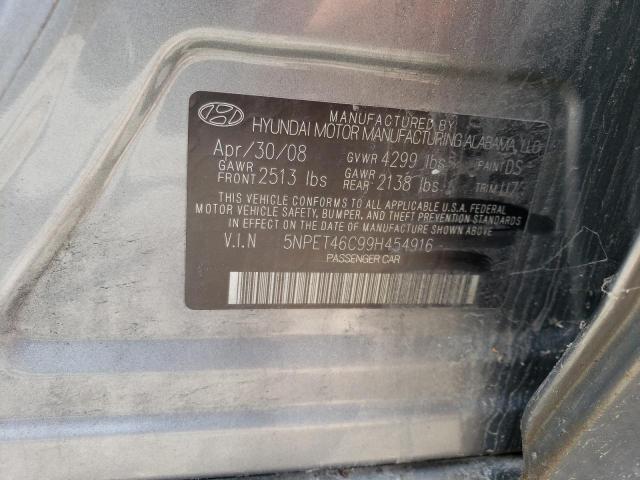 MANUFACTURED BY
HYUNDAI MOTOR MANUFACTURING ALABAMA, LLC
Apr/30/08 GVWR 4299 lbs PAINT DS
GAWR FRONT 2513 lbs GAWR REAR 2138 lbs TRIM U7
THIS VEHICLE CONFORMS TO ALL APPLICABLE U.S.A. FEDERAL
MOTOR VEHICLE SAFETY, BUMPER, AND THEFT PREVENTION STANDARDS
IN EFFECT ON THE DATE OF MANUFACTURE SHOWN ABOVE.
V.I.N 5NPET46C99H454916
PASSENGER CAR